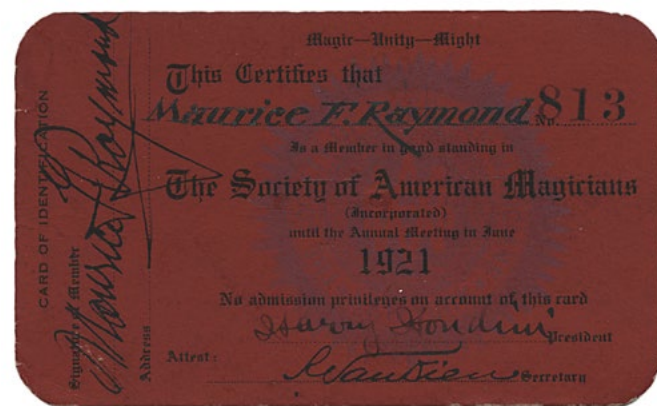 Magic—Unity—Might
This Certifies that
Maurice F. Raymond No. 813
Is a Member in good standing in
The Society of American Magicians
(Incorporated)
until the Annual Meeting in June
1921
No admission privileges on account of this card
Harry Houdini President
Attest: Secretary
CARD OF IDENTIFICATION
Signature of Member
Maurice F. Raymond
Address